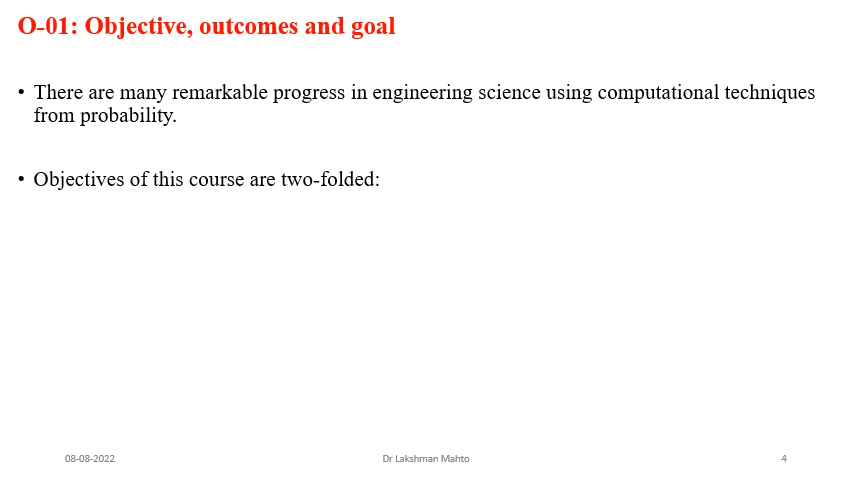 O-01: Objective, outcomes and goal
• There are many remarkable progress in engineering science using computational techniques
from probability.
• Objectives of this course are two-folded:
08-08-2022
Dr Lakshman Mahto
4